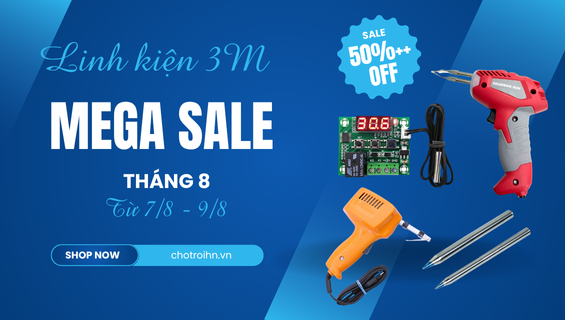 Linh kiện 3M
MEGA SALE
THÁNG 8
Từ 7/8 - 9/8
SHOP NOW
chotroihn.vn
SALE
50%++
OFF
30.6